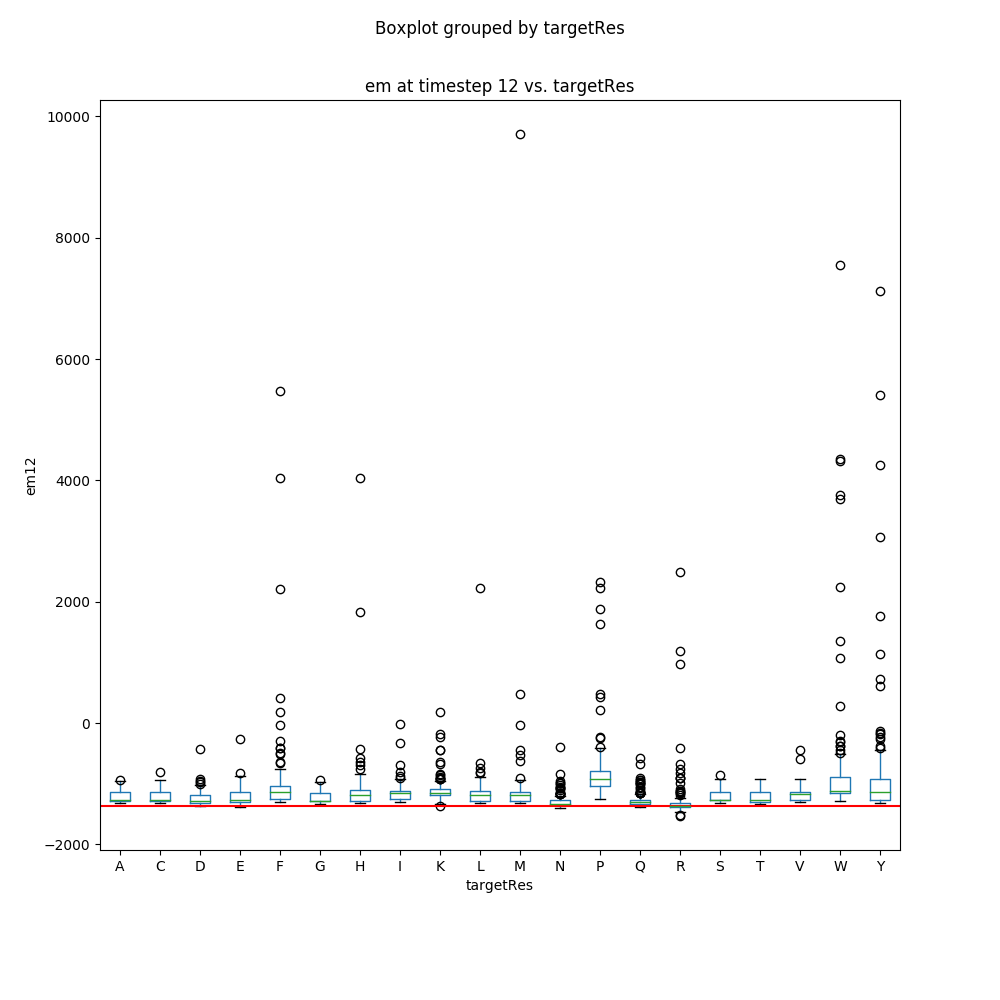 Boxplot grouped by targetRes
em at timestep 12 vs. targetRes
10000
8000
6000
4000
2000
0
−2000
em12
A C D E F G H I K L M N P Q R S T V W Y
targetRes